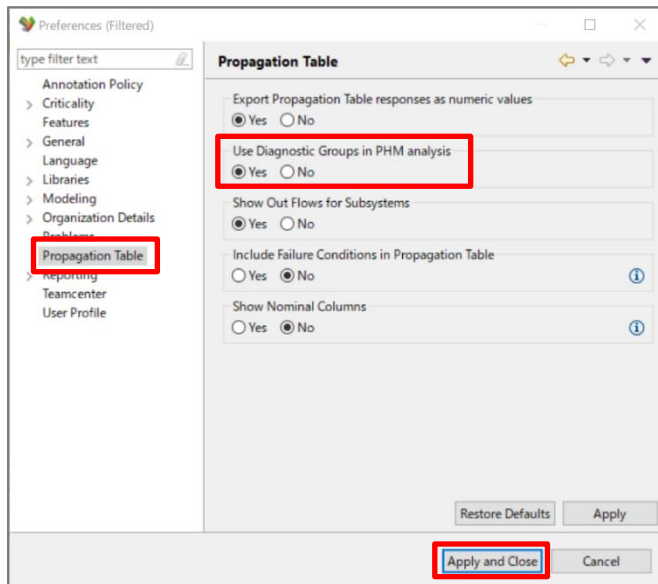 Preferences (Filtered)
type filter text
Annotation Policy
Criticality
Features
General
Language
Libraries
Modeling
Organization Details
Problems
Propagation Table
Reporting
Teamcenter
User Profile
Propagation Table
Export Propagation Table responses as numeric values
Yes No
Use Diagnostic Groups in PHM analysis
Yes No
Show Out Flows for Subsystems
Yes No
Include Failure Conditions in Propagation Table
Yes No
Show Nominal Columns
Yes No
Restore Defaults Apply
Apply and Close Cancel